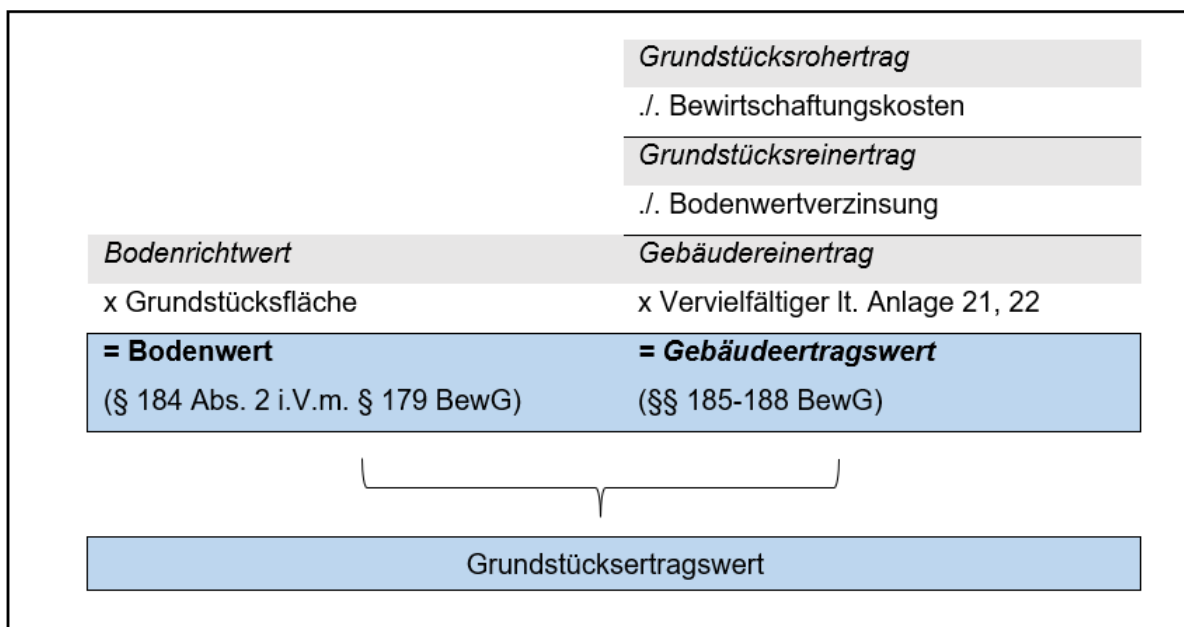 Grundstücksrohertrag
./. Bewirtschaftungskosten
Grundstücksreinertrag
./. Bodenwertverzinsung
Bodenrichtwert Gebäudereinertrag
x Grundstücksfläche x Vervielfältiger lt. Anlage 21, 22
= Bodenwert = Gebäudeertragswert
(§ 184 Abs. 2 i.V.m. § 179 BewG) (§§ 185-188 BewG)
Grundstücksertragswert